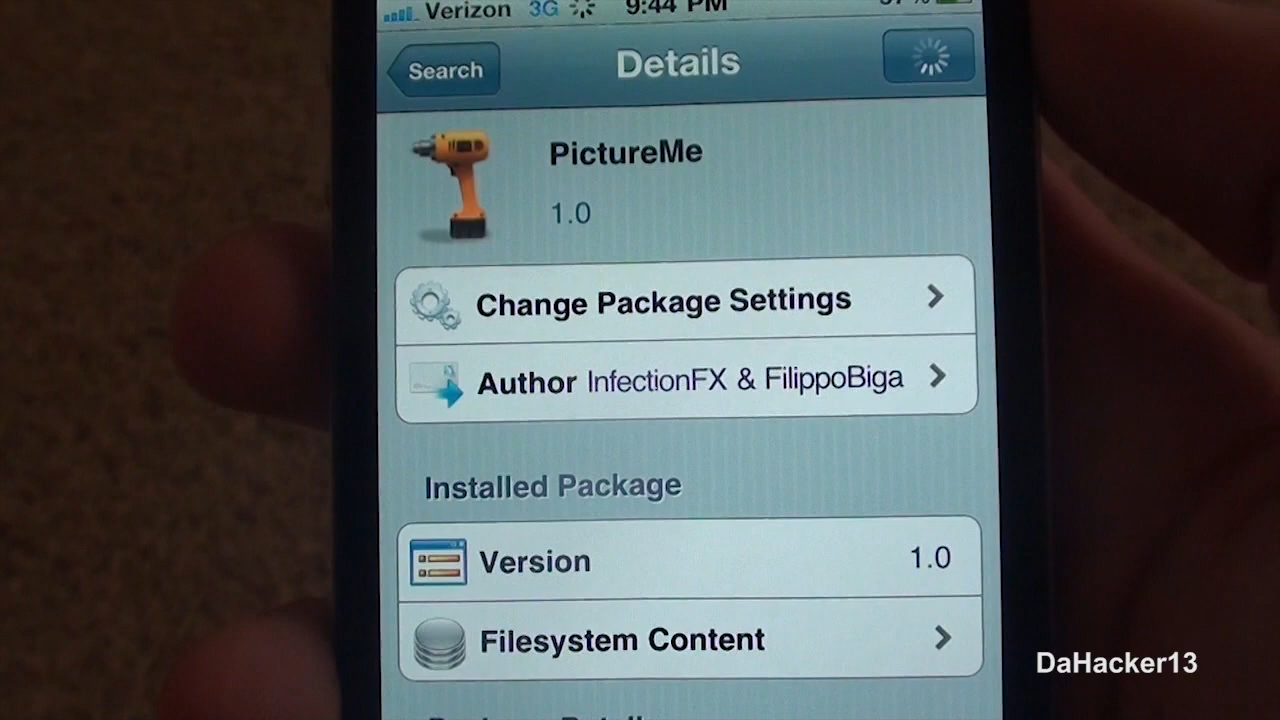 Verizon 3G 9:44 PM
Search Details
PictureMe
1.0
Change Package Settings
Author InfectionFX & FilippoBiga
Installed Package
Version 1.0
Filesystem Content
DaHacker13